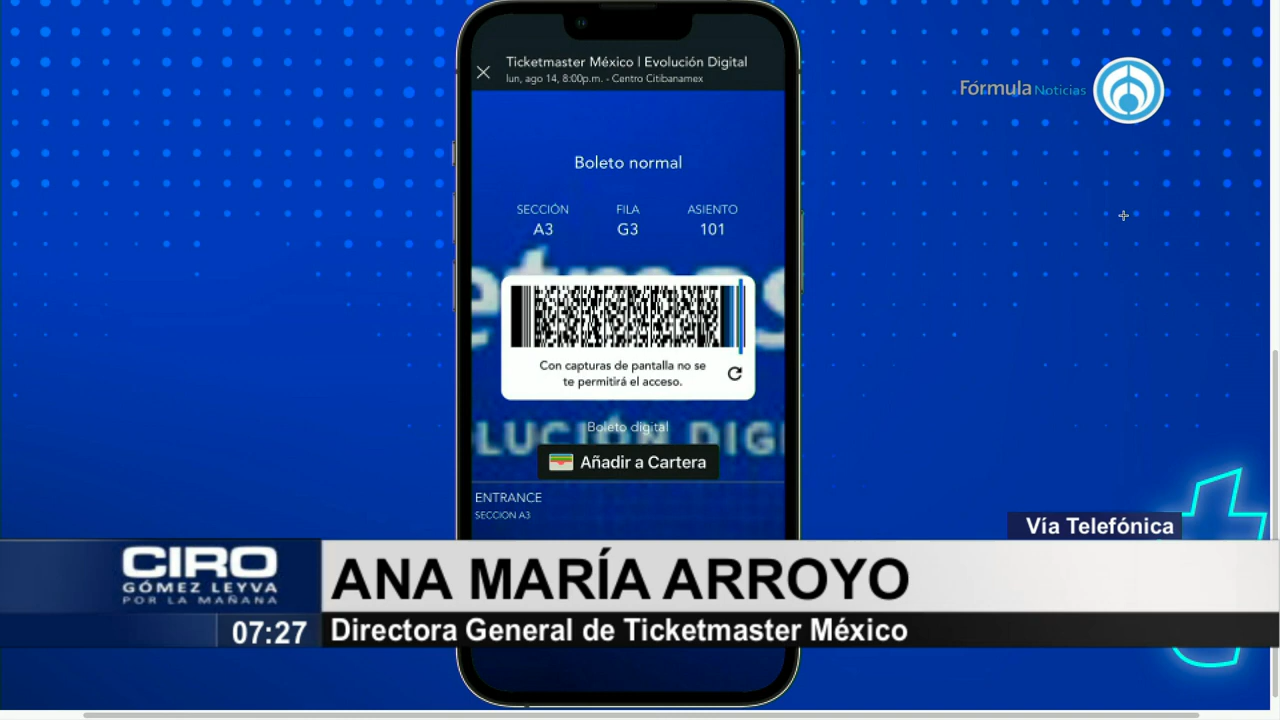 Ticketmaster México | Evolución Digital
lun, ago 14, 8:00p.m. - Centro Citibanamex
Fórmula Noticias
Boleto normal
SECCIÓN FILA ASIENTO
A3 G3 101
Con capturas de pantalla no se
te permitirá el acceso.
Boleto digital
LUCIÓN DIGI
Añadir a Cartera
ENTRANCE
SECCION A3
Vía Telefónica
CIRO
GÓMEZ LEYVA
POR LA MAÑANA
ANA MARÍA ARROYO
07:27
Directora General de Ticketmaster México
t